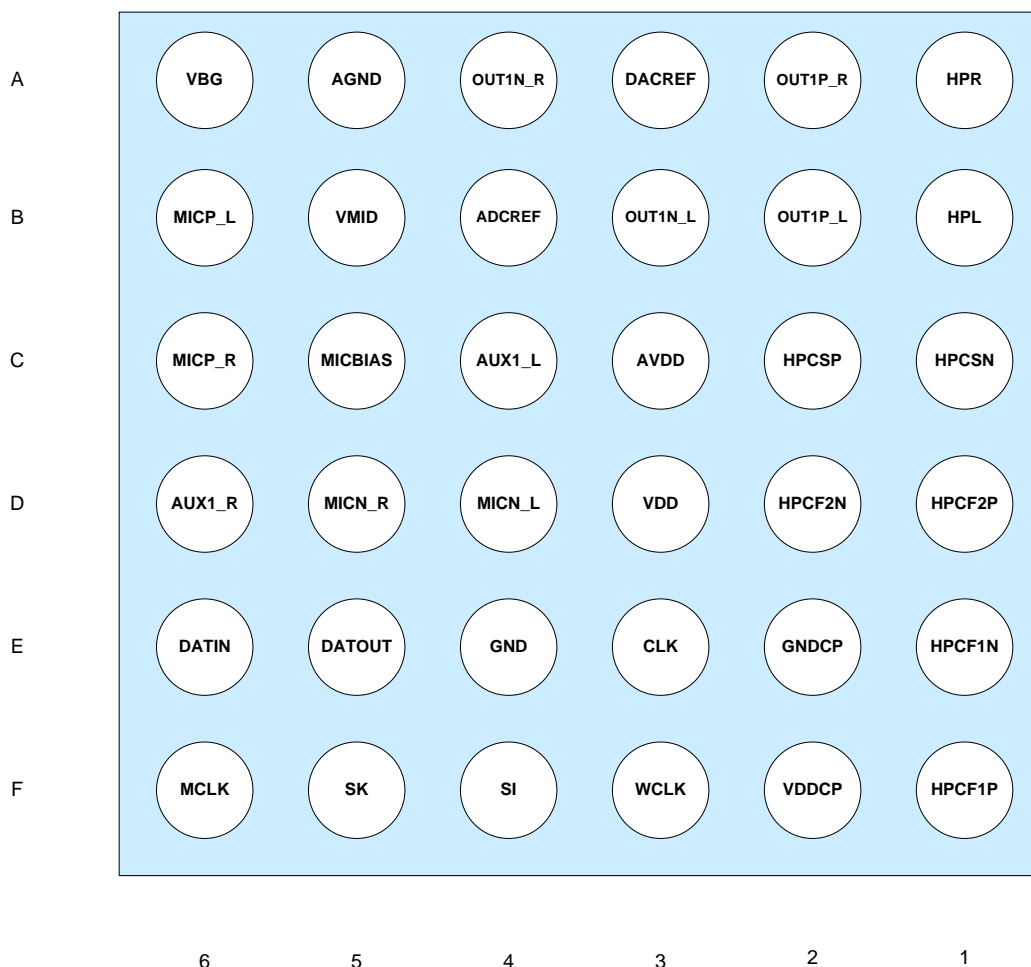 A VBG AGND OUT1N_R DACREF OUT1P_R HPR
B MICP_L VMID ADCREF OUT1N_L OUT1P_L HPL
C MICP_R MICBIAS AUX1_L AVDD HPCSP HPCSN
D AUX1_R MICN_R MICN_L VDD HPCF2N HPCF2P
E DATIN DATOUT GND CLK GNDCP HPCF1N
F MCLK SK SI WCLK VDDCP HPCF1P
6 5 4 3 2 1